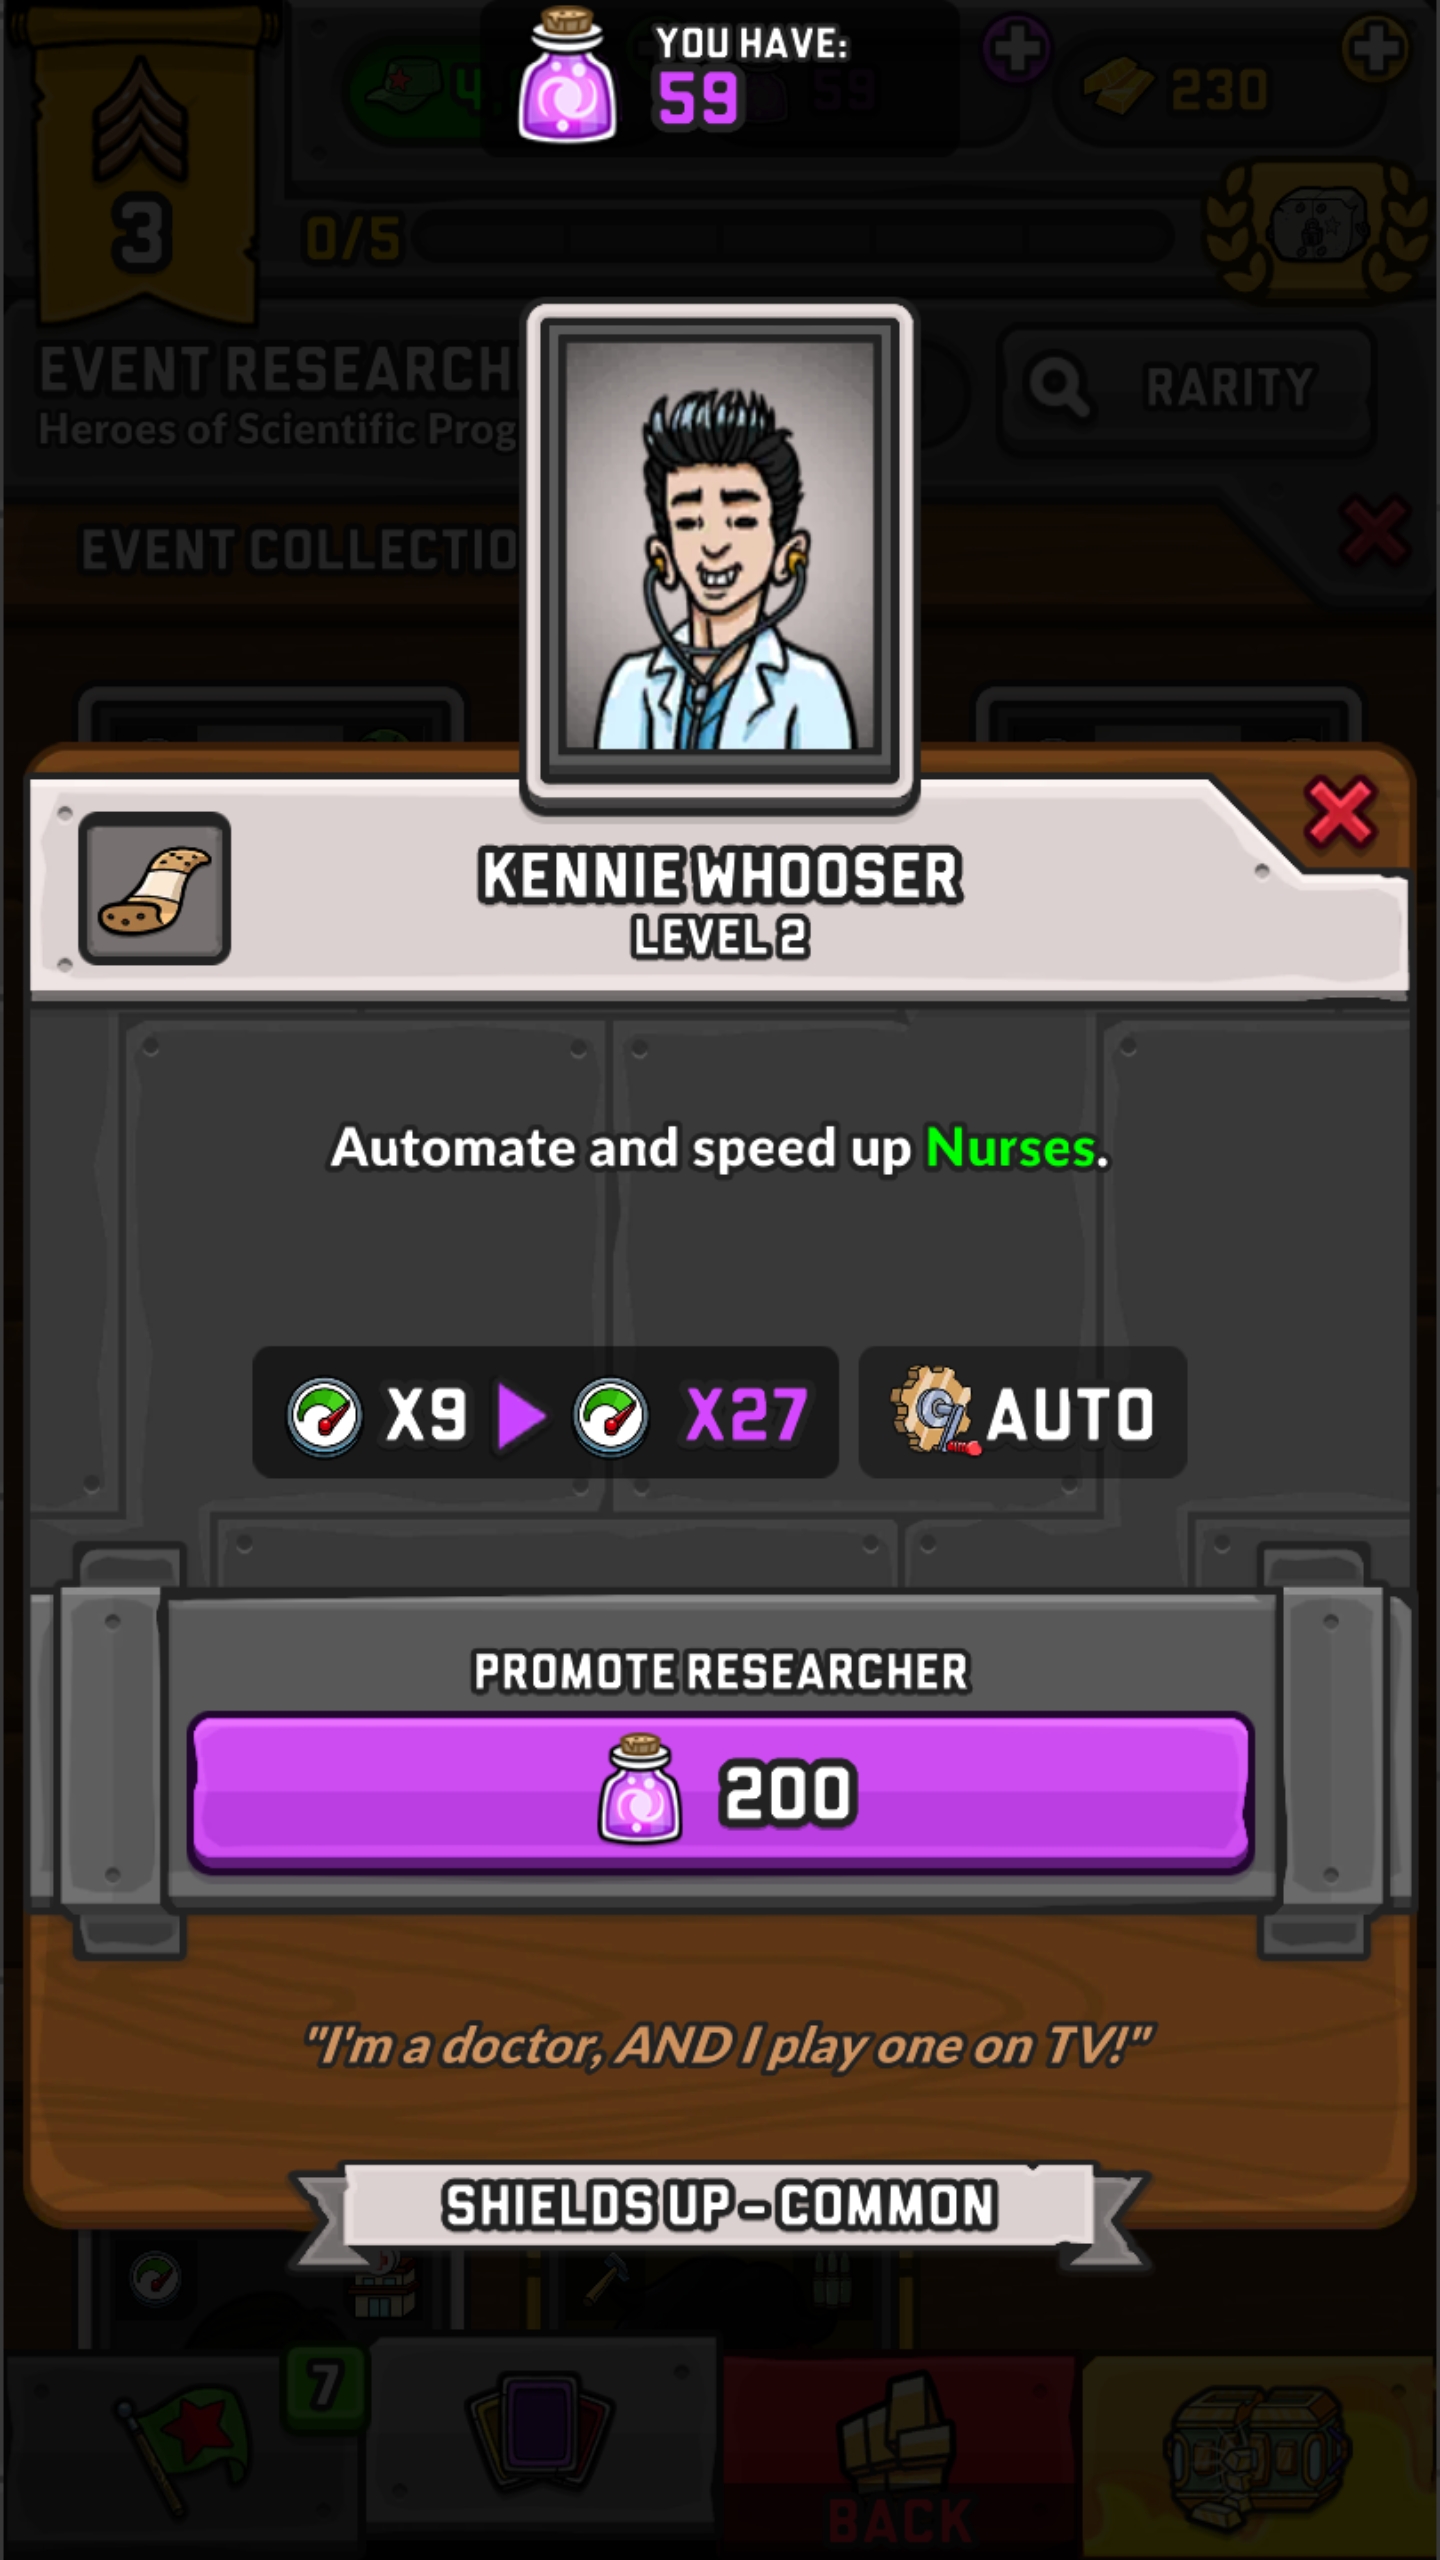 YOU HAVE:
59
59
230
3
0/5
EVENT RESEARCH
RARITY
Heroes of Scientific Prog
EVENT COLLECTIO
KENNIE WHOOSER
LEVEL 2
Automate and speed up Nurses.
X9 X27 AUTO
PROMOTE RESEARCHER
200
"I'm a doctor, AND I play one on TV!"
SHIELDS UP - COMMON
7
BACK